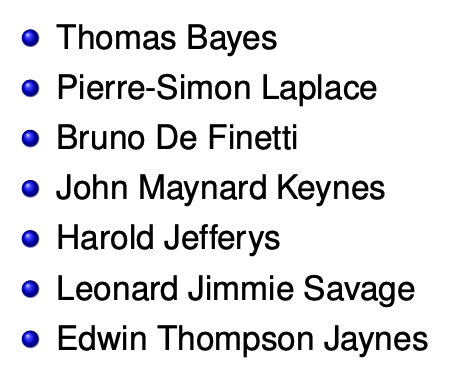 Thomas Bayes
Pierre-Simon Laplace
Bruno De Finetti
John Maynard Keynes
Harold Jefferys
Leonard Jimmie Savage
Edwin Thompson Jaynes